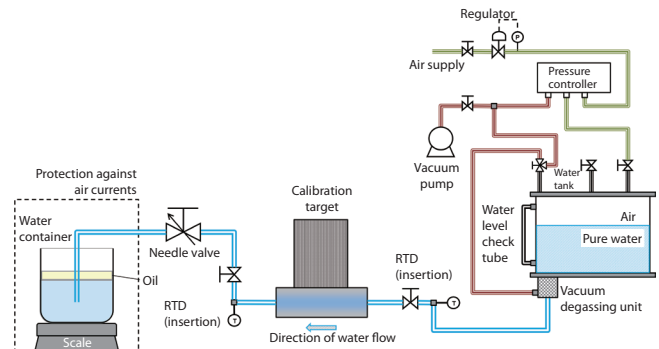 Regulator
P
Air supply
Pressure
controller
Vacuum
pump
Protection against
air currents
Calibration
target
Water
tank
Water
container
Water
level
check
tube
Air
Pure water
Needle valve
Oil
RTD
(insertion)
RTD
(insertion)
T
T
Vacuum
degassing unit
Direction of water flow
Scale